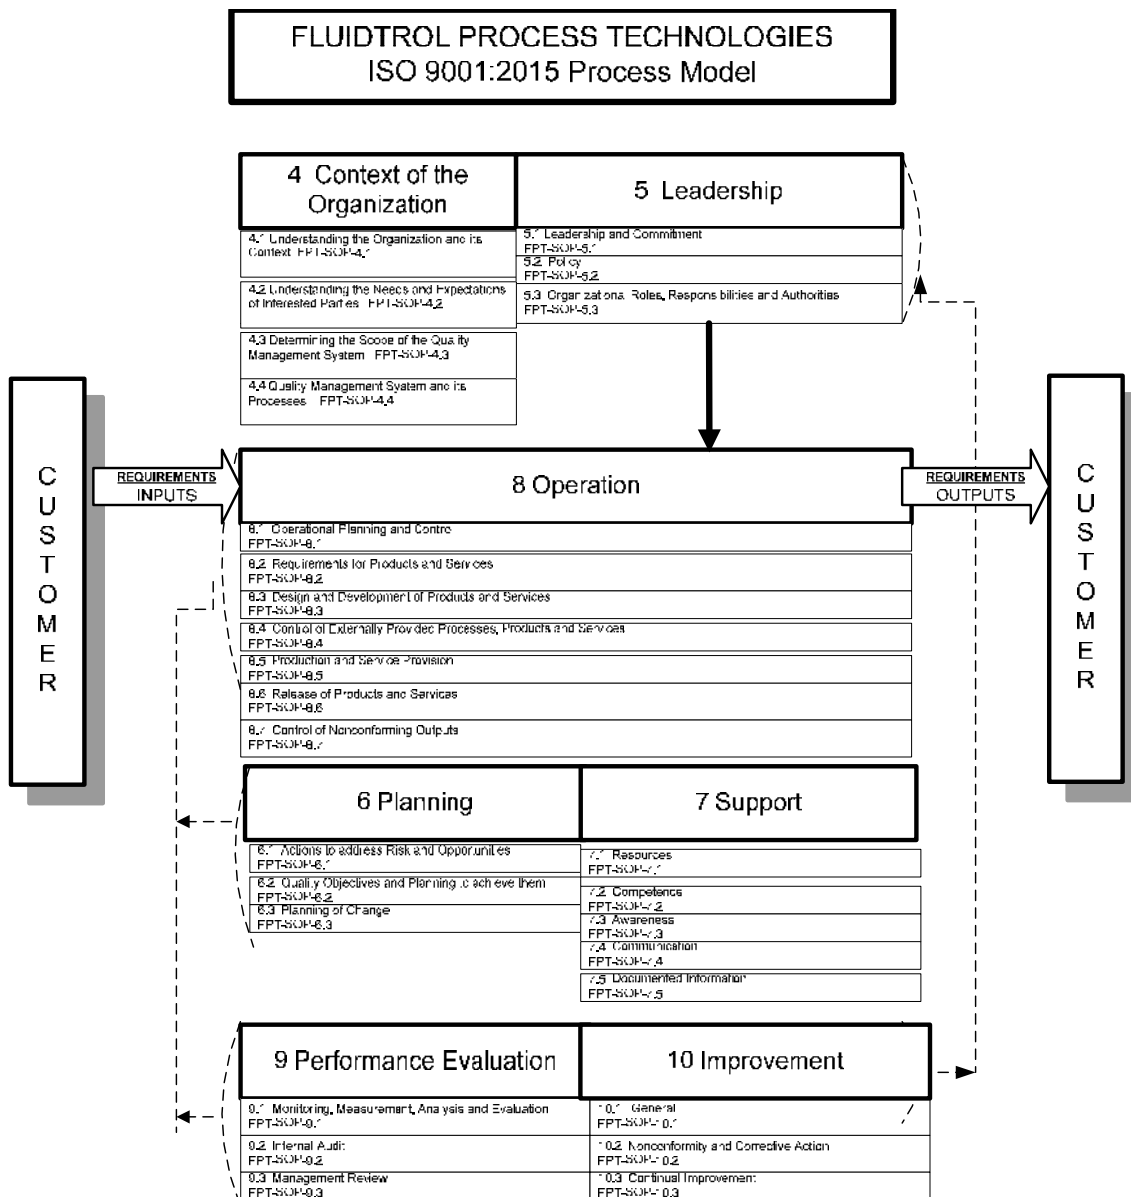 FLUIDTROL PROCESS TECHNOLOGIES
ISO 9001:2015 Process Model
4 Context of the
Organization
5 Leadership
4.1 Understanding the Organization and its
Context FPT-SOP-4.1
4.2 Understanding the Needs and Expectations
of Interested Parties FPT-SOP-4.2
4.3 Determining the Scope of the Quality
Management System FPT-SOP-4.3
4.4 Quality Management System and its
Processes FPT-SOP-4.4
5.1 Leadership and Commitment
FPT-SOP-5.1
5.2 Policy
FPT-SOP-5.2
5.3 Organizational Roles, Responsibilities and Authorities
FPT-SOP-5.3
CUSTOMER
REQUIREMENTS
INPUTS
8 Operation
REQUIREMENTS
OUTPUTS
CUSTOMER
8.1 Operational Planning and Control
FPT-SOP-8.1
8.2 Requirements for Products and Services
FPT-SOP-8.2
8.3 Design and Development of Products and Services
FPT-SOP-8.3
8.4 Control of Externally Provided Processes, Products and Services
FPT-SOP-8.4
8.5 Production and Service Provision
FPT-SOP-8.5
8.6 Release of Products and Services
FPT-SOP-8.6
8.7 Control of Nonconforming Outputs
FPT-SOP-8.7
6 Planning
7 Support
6.1 Actions to address Risk and Opportunities
FPT-SOP-6.1
6.2 Quality Objectives and Planning to achieve them
FPT-SOP-6.2
6.3 Planning of Change
FPT-SOP-6.3
7.1 Resources
FPT-SOP-7.1
7.2 Competence
FPT-SOP-7.2
7.3 Awareness
FPT-SOP-7.3
7.4 Communication
FPT-SOP-7.4
7.5 Documented Information
FPT-SOP-7.5
9 Performance Evaluation
10 Improvement
9.1 Monitoring, Measurement, Analysis and Evaluation
FPT-SOP-9.1
9.2 Internal Audit
FPT-SOP-9.2
9.3 Management Review
FPT-SOP-9.3
10.1 General
FPT-SOP-10.1
10.2 Nonconformity and Corrective Action
FPT-SOP-10.2
10.3 Continual Improvement
FPT-SOP-10.3